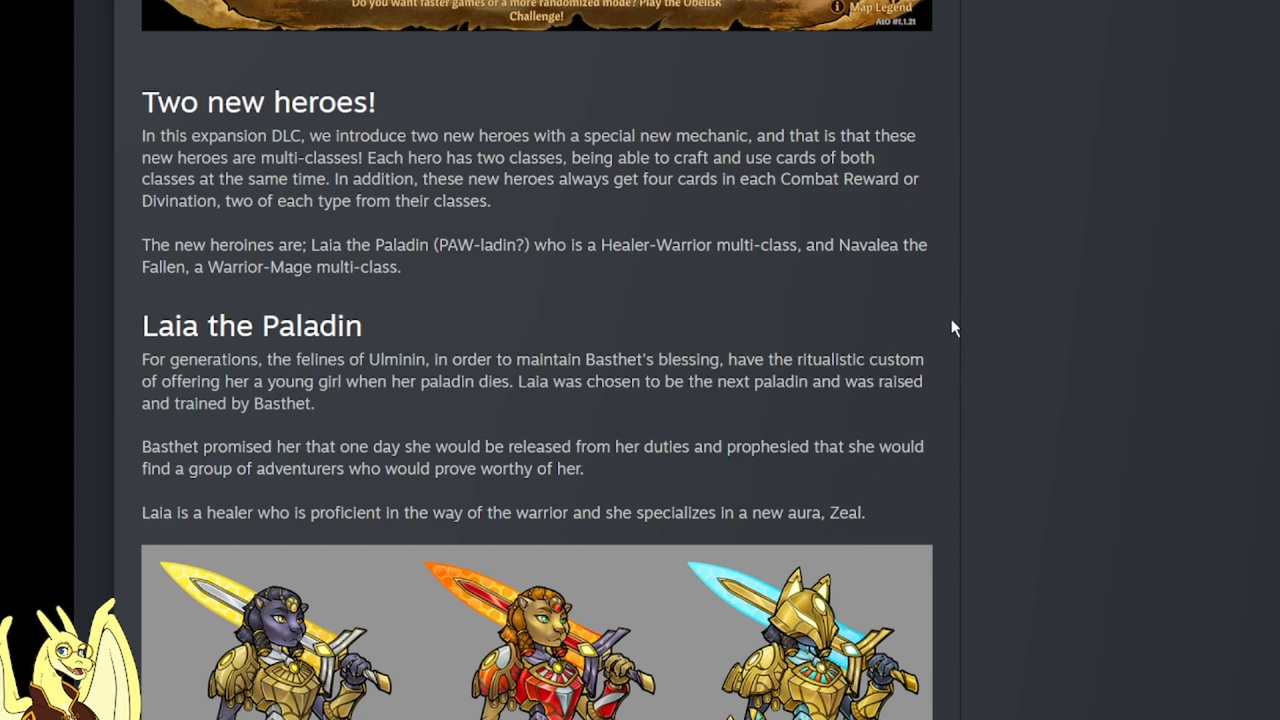 Do you want faster games or a more randomized mode? Play the Obelisk
Challenge!
Map Legend
AtO #1.1.21
Two new heroes!
In this expansion DLC, we introduce two new heroes with a special new mechanic, and that is that these
new heroes are multi-classes! Each hero has two classes, being able to craft and use cards of both
classes at the same time. In addition, these new heroes always get four cards in each Combat Reward or
Divination, two of each type from their classes.
The new heroines are; Laia the Paladin (PAW-ladin?) who is a Healer-Warrior multi-class, and Navalea the
Fallen, a Warrior-Mage multi-class.
Laia the Paladin
For generations, the felines of Ulminin, in order to maintain Basthet's blessing, have the ritualistic custom
of offering her a young girl when her paladin dies. Laia was chosen to be the next paladin and was raised
and trained by Basthet.
Basthet promised her that one day she would be released from her duties and prophesied that she would
find a group of adventurers who would prove worthy of her.
Laia is a healer who is proficient in the way of the warrior and she specializes in a new aura, Zeal.